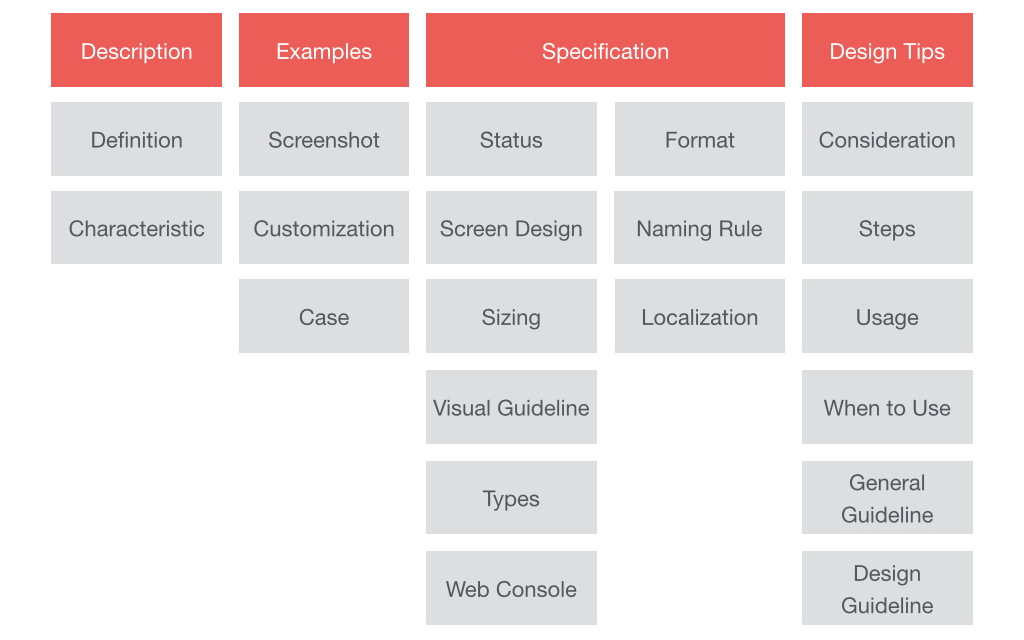 Description
Examples
Specification
Design Tips
Definition
Screenshot
Status
Format
Consideration
Characteristic
Customization
Screen Design
Naming Rule
Steps
Case
Sizing
Localization
Usage
Visual Guideline
When to Use
Types
General
Guideline
Web Console
Design
Guideline